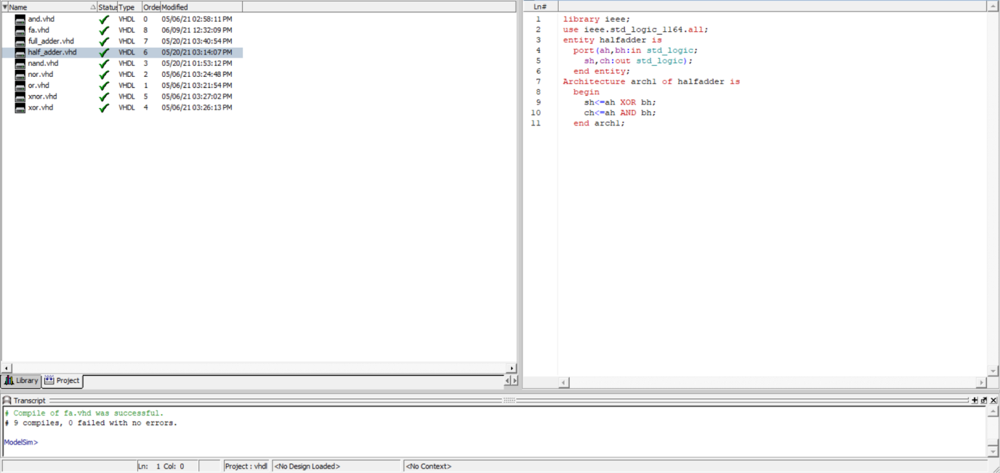 Name Status Type Order Modified
and.vhd VHDL 0 05/06/21 02:58:11 PM
fa.vhd VHDL 8 06/09/21 12:32:09 PM
full_adder.vhd VHDL 7 05/20/21 03:40:54 PM
half_adder.vhd VHDL 6 05/20/21 03:14:07 PM
nand.vhd VHDL 3 05/20/21 01:53:12 PM
nor.vhd VHDL 2 05/06/21 03:24:48 PM
or.vhd VHDL 1 05/06/21 03:21:54 PM
xnor.vhd VHDL 5 05/06/21 03:27:02 PM
xor.vhd VHDL 4 05/06/21 03:26:13 PM
Library Project
Ln#
1 library ieee;
2 use ieee.std_logic_1164.all;
3 entity halfadder is
4 port(ah,bh:in std_logic;
5 sh,ch:out std_logic);
6 end entity;
7 Architecture arch1 of halfadder is
8 begin
9 sh<=ah XOR bh;
10 ch<=ah AND bh;
11 end arch1;
Transcript
# Compile of fa.vhd was successful.
# 9 compiles, 0 failed with no errors.
ModelSim>
Ln: 1 Col: 0 Project : vhdl <No Design Loaded> <No Context>